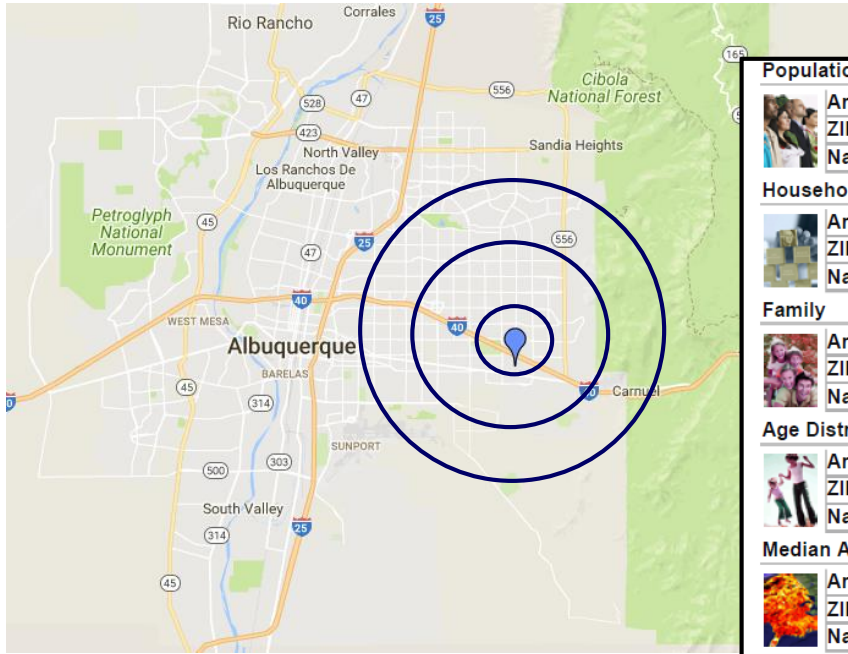 Corrales
Rio Rancho
25
165
Cibola
National Forest
556
528
47
423
North Valley
Sandia Heights
Los Ranchos De
Albuquerque
Petroglyph
National
Monument
45
25
556
47
40
40
WEST MESA
Albuquerque
BARELAS
45
314
40
Carnuel
SUNPORT
303
500
South Valley
314
25
45
Family